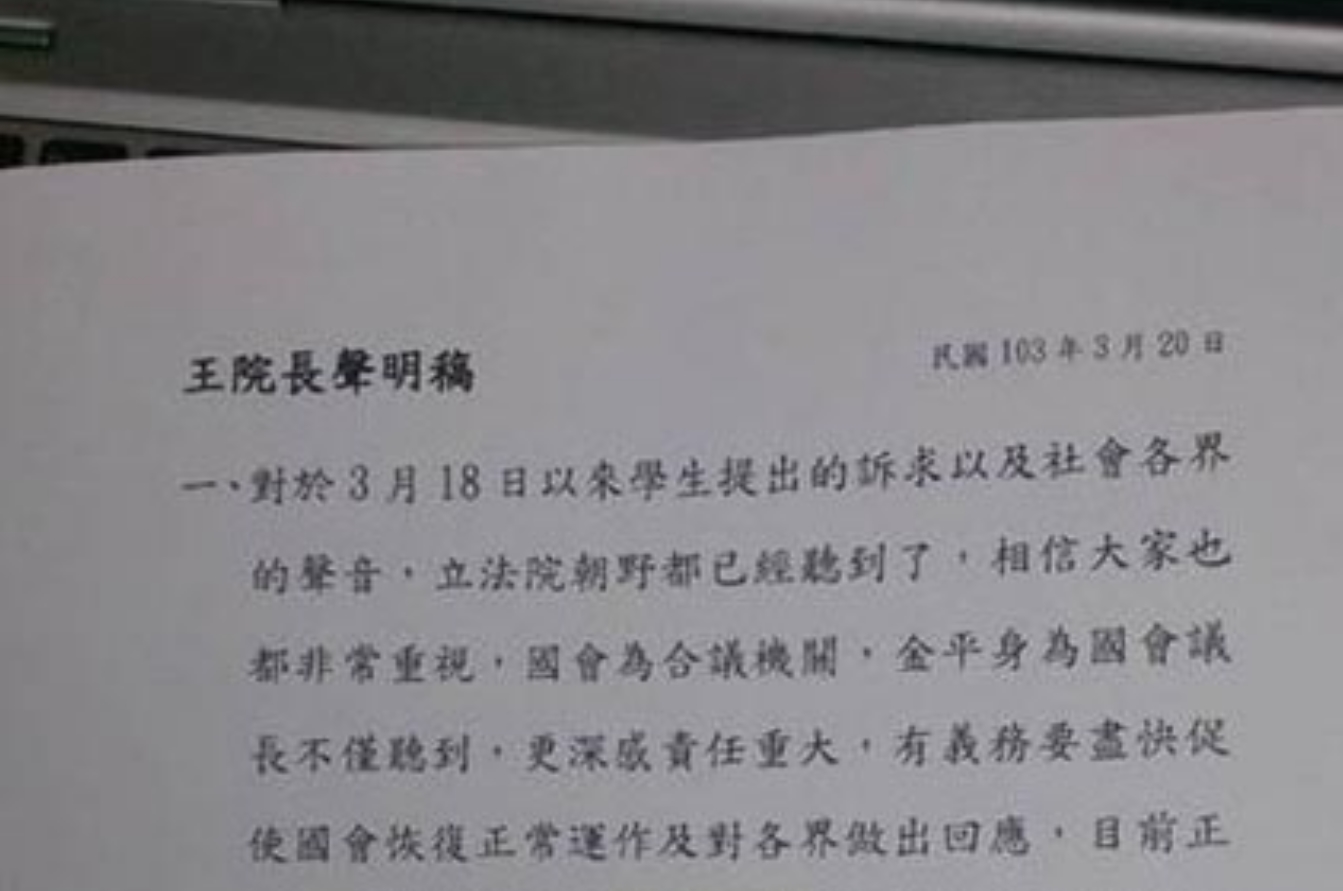 王院長聲明稿 民國 103 年 3 月 20 日
一、對於 3 月 18 日以來學生提出的訴求以及社會各界
的聲音,立法院朝野都已經聽到了,相信大家也
都非常重視,國會為合議機關,金平身為國會議
長不僅聽到,更深感責任重大,有義務要盡快促
使國會恢復正常運作及對各界做出回應,目前正